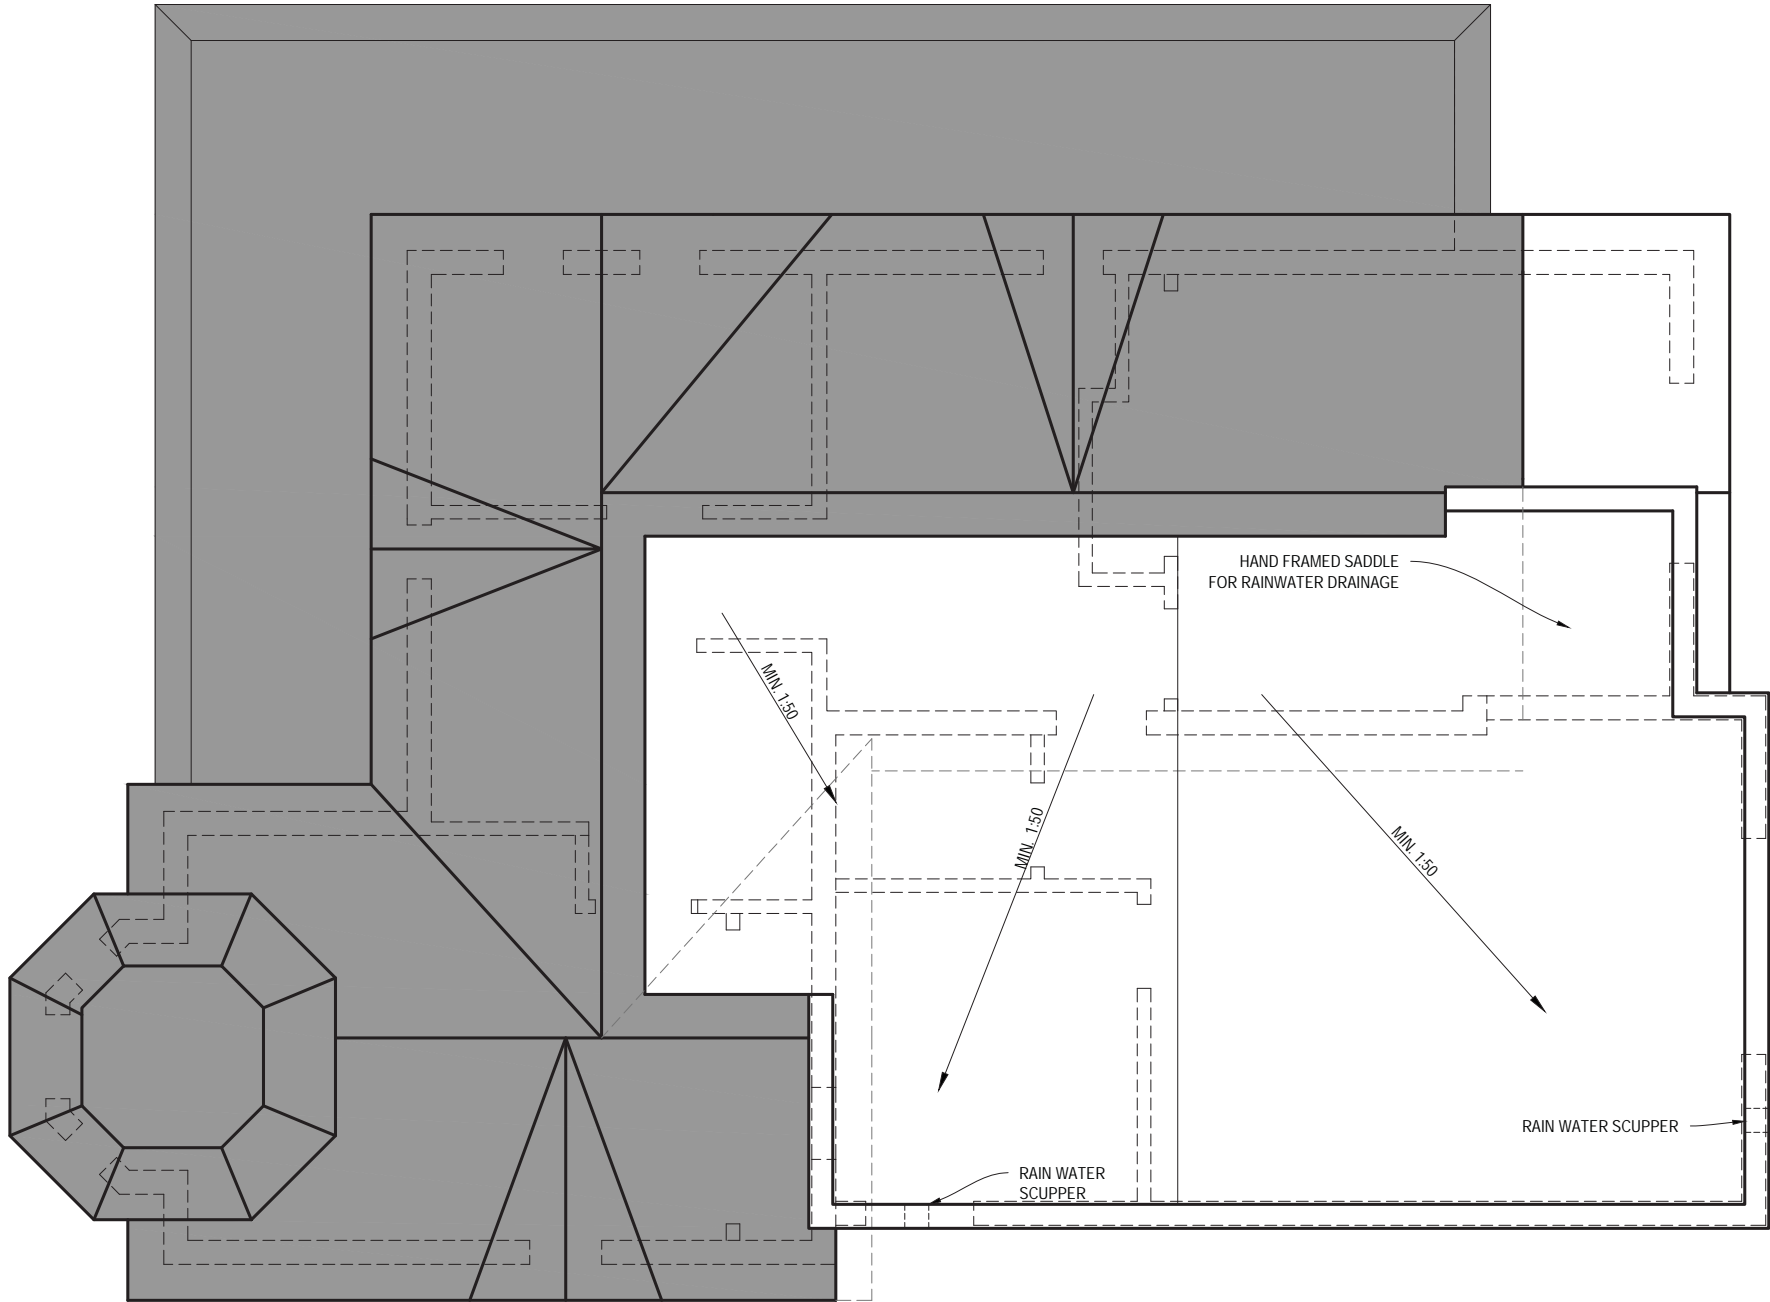 HAND FRAMED SADDLE
FOR RAINWATER DRAINAGE
MIN. 1:50
MIN. 1:50
MIN. 1:50
RAIN WATER SCUPPER
RAIN WATER
SCUPPER